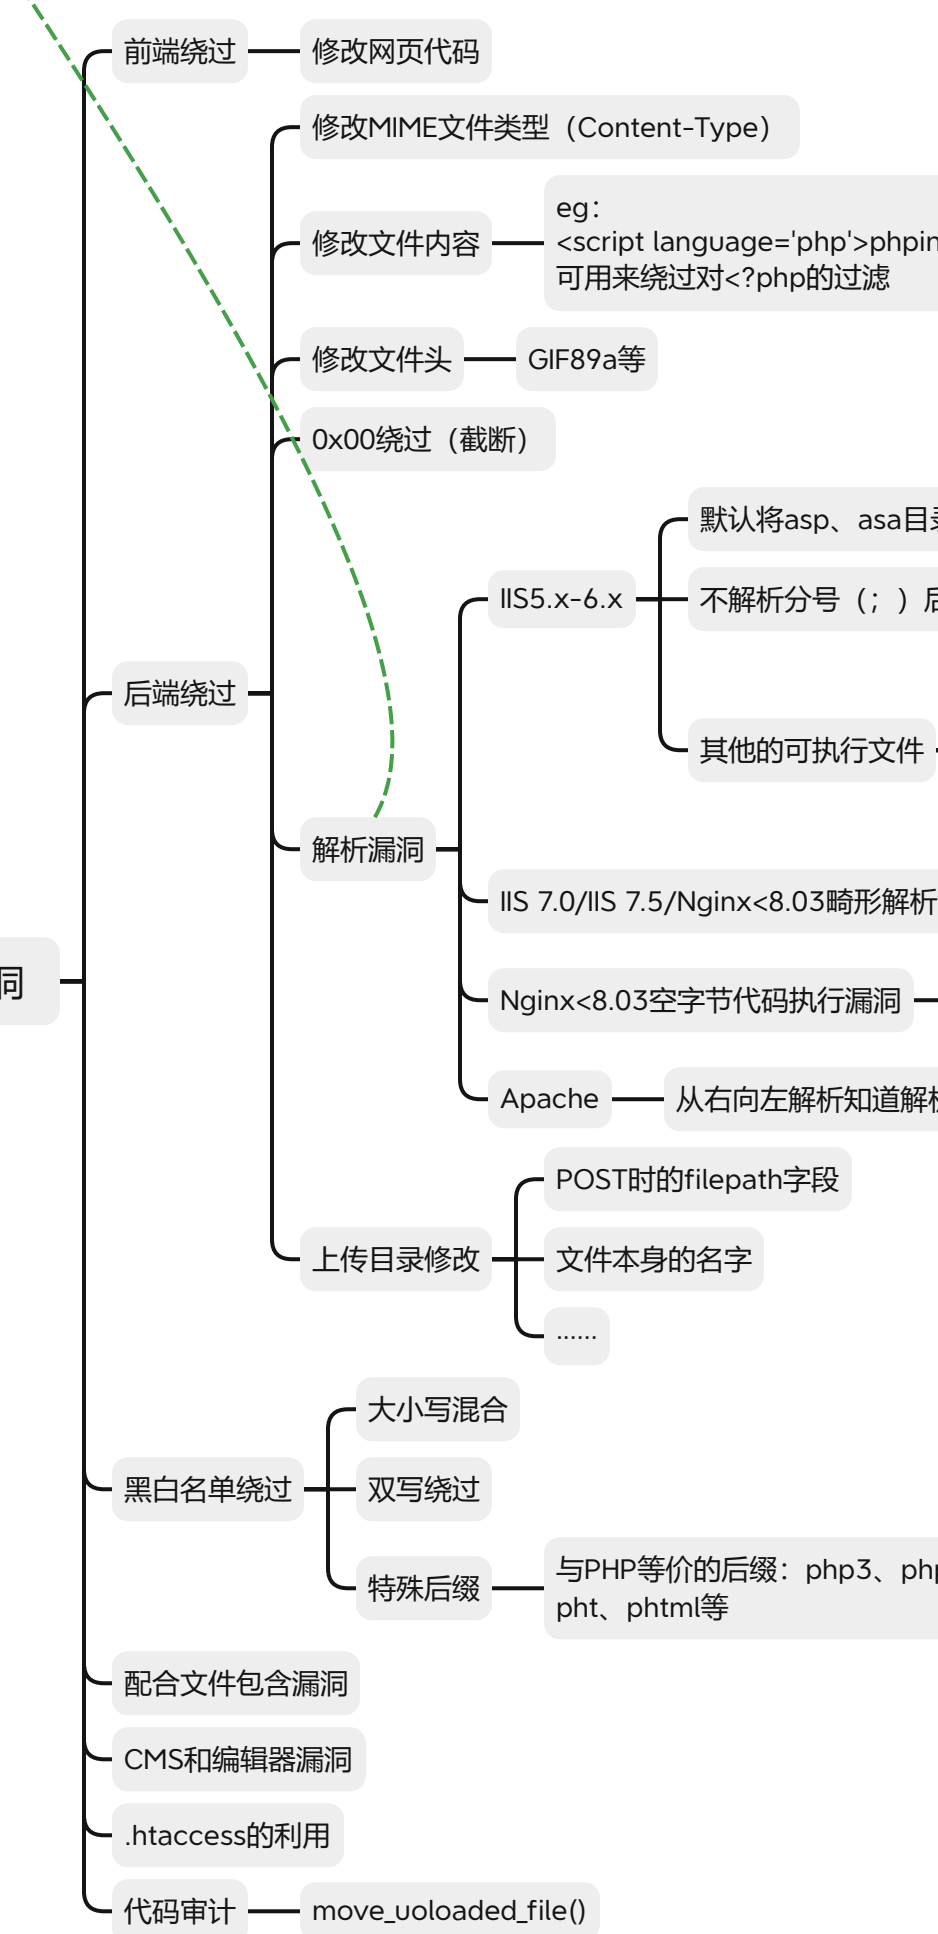 前端绕过
修改网页代码
修改MIME文件类型（Content-Type）
修改文件内容
eg：
<script language='php'>phpin
可用来绕过对<?php的过滤
修改文件头
GIF89a等
0x00绕过（截断）
默认将asp、asa目录
IIS5.x-6.x
不解析分号（；）后
后端绕过
其他的可执行文件
解析漏洞
IIS 7.0/IIS 7.5/Nginx<8.03畸形解析
洞
Nginx<8.03空字节代码执行漏洞
Apache
从右向左解析知道解析
POST时的filepath字段
上传目录修改
文件本身的名字
······
大小写混合
黑白名单绕过
双写绕过
特殊后缀
与PHP等价的后缀：php3、php
pht、phtml等
配合文件包含漏洞
CMS和编辑器漏洞
.htaccess的利用
代码审计
move_uoloaded_file()